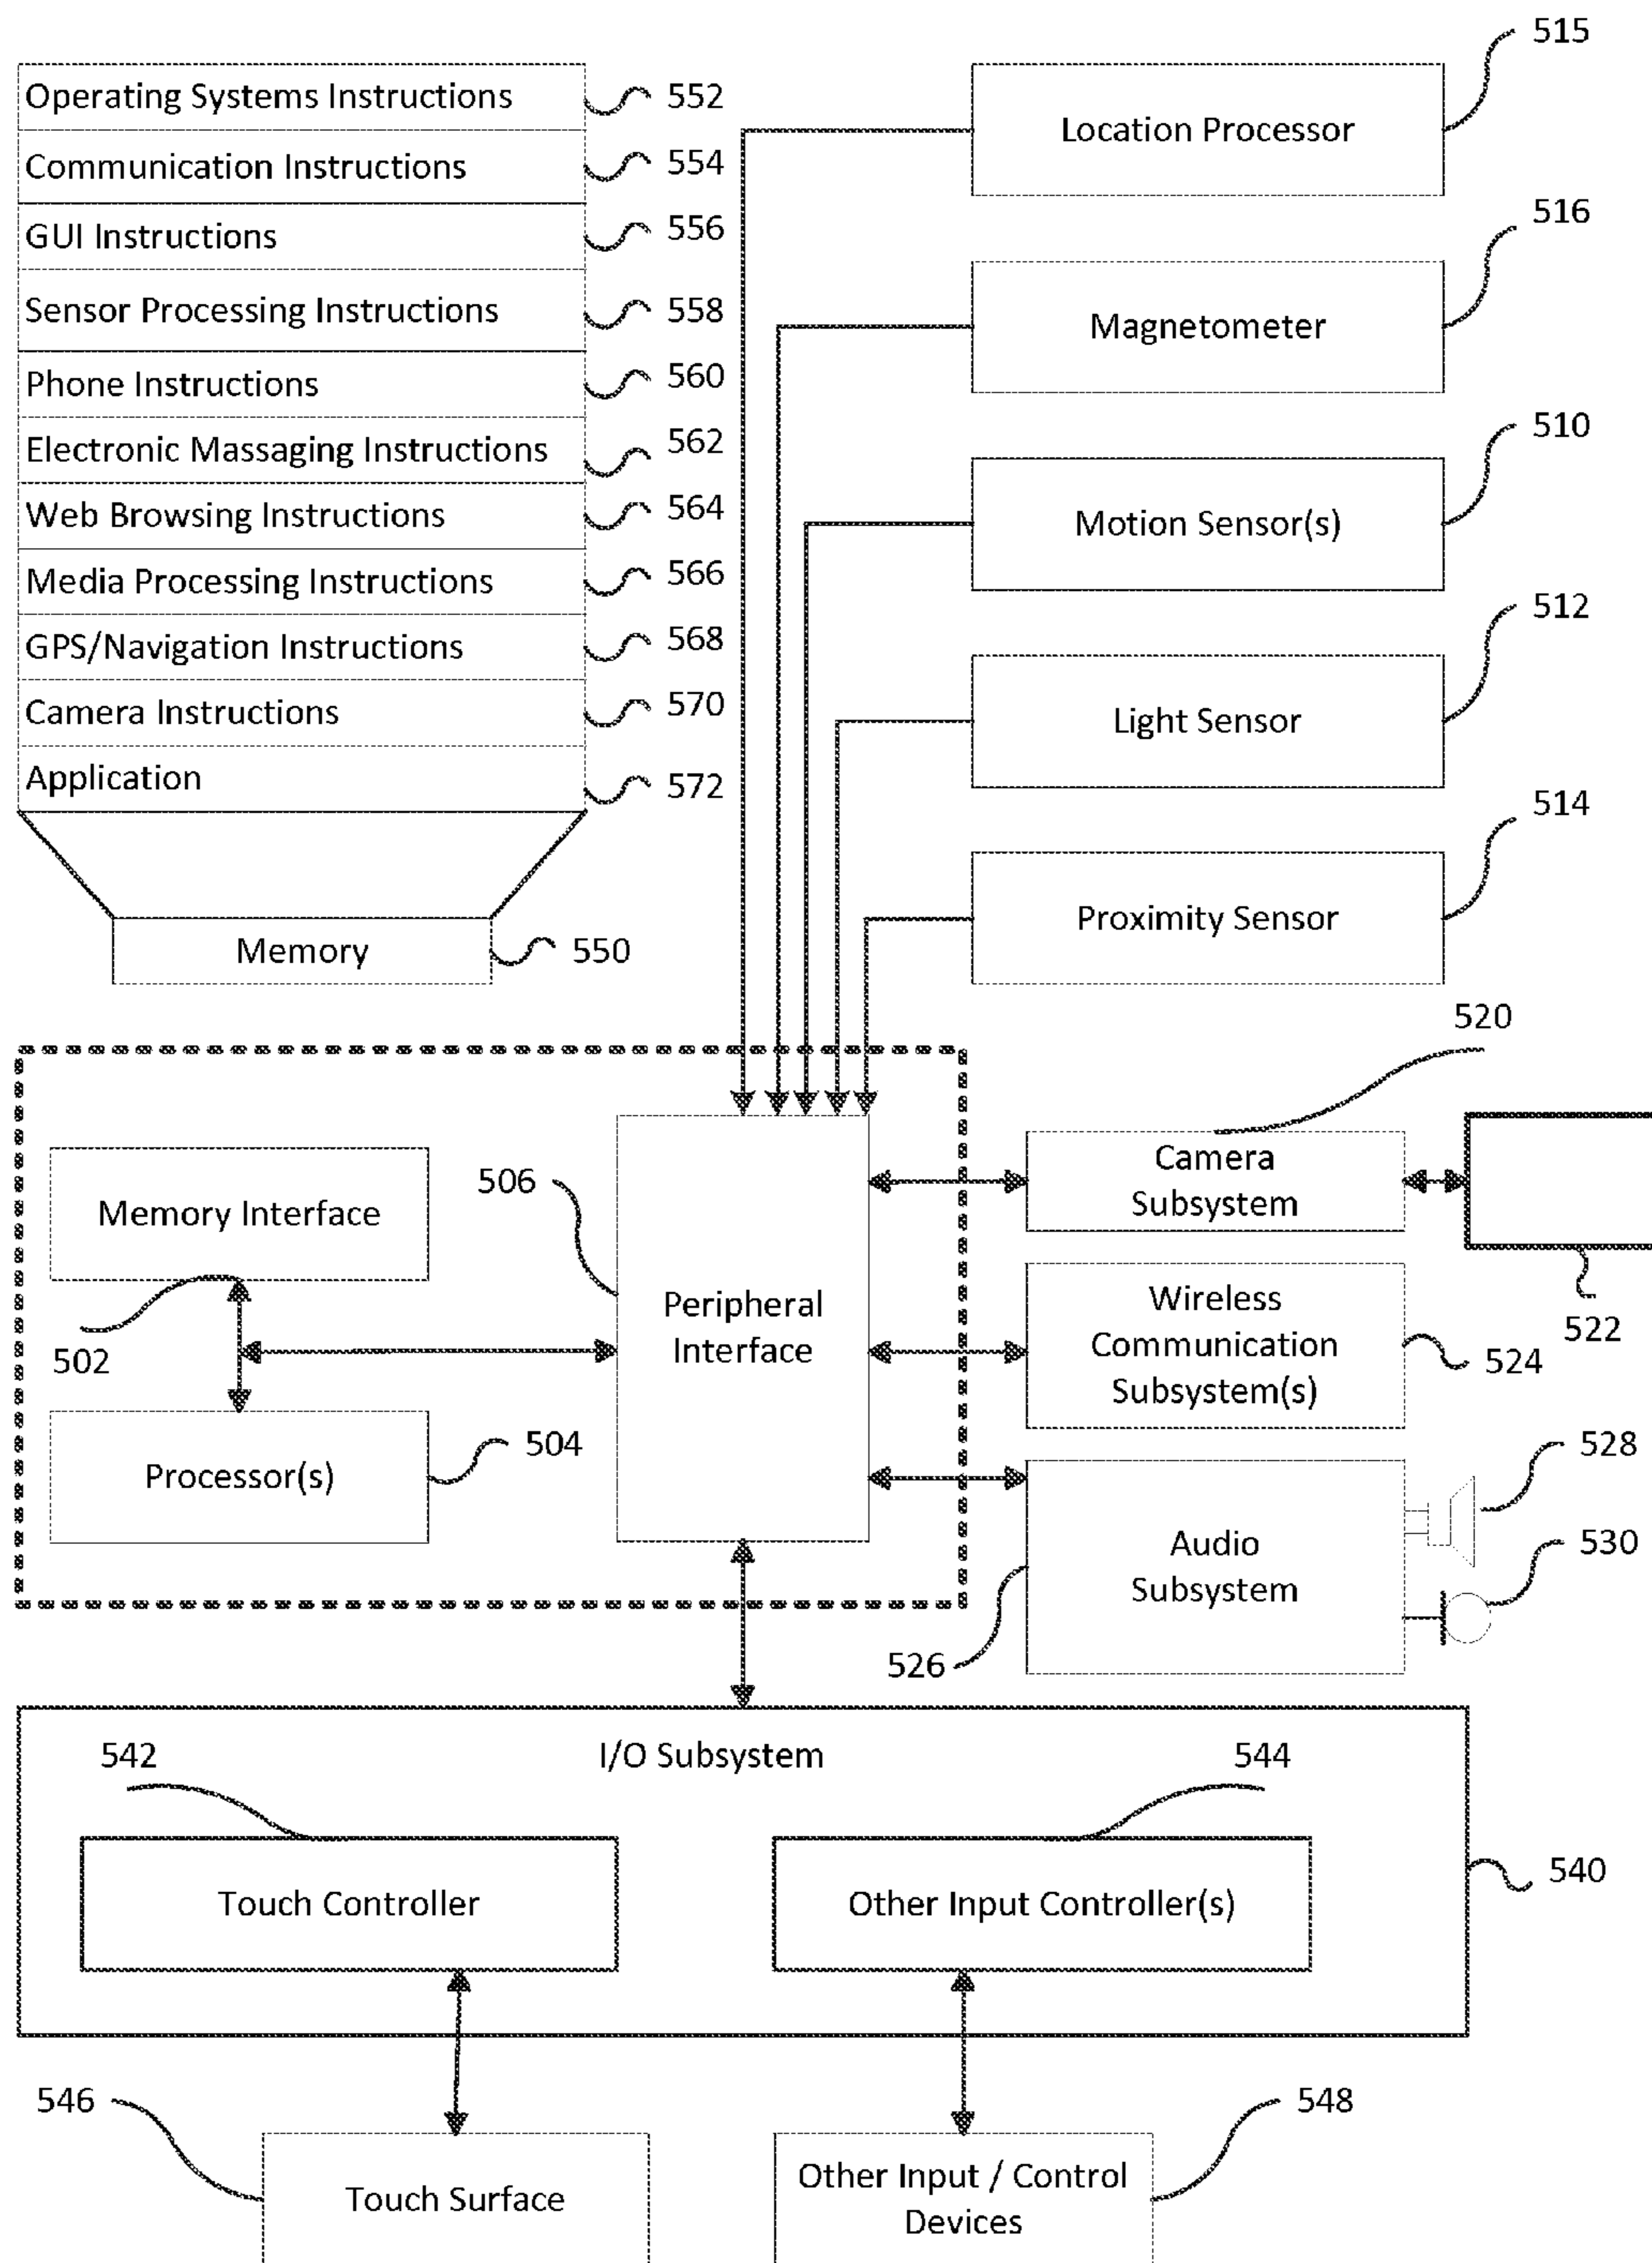 515
Operating Systems Instructions 552
Location Processor
Communication Instructions 554
516
GUI Instructions 556
Sensor Processing Instructions 558
Magnetometer
Phone Instructions 560
510
Electronic Massaging Instructions 562
Web Browsing Instructions 564
Motion Sensor(s)
Media Processing Instructions 566
512
GPS/Navigation Instructions 568
Camera Instructions 570
Light Sensor
Application 572
514
Proximity Sensor
Memory 550
520
Camera
Subsystem
506
Memory Interface
Wireless
Communication
Subsystem(s)
Peripheral
Interface
522
502
524
504
528
Processor(s)
Audio
Subsystem
530
526
542
I/O Subsystem
544
540
Touch Controller
Other Input Controller(s)
546
548
Touch Surface
Other Input / Control
Devices